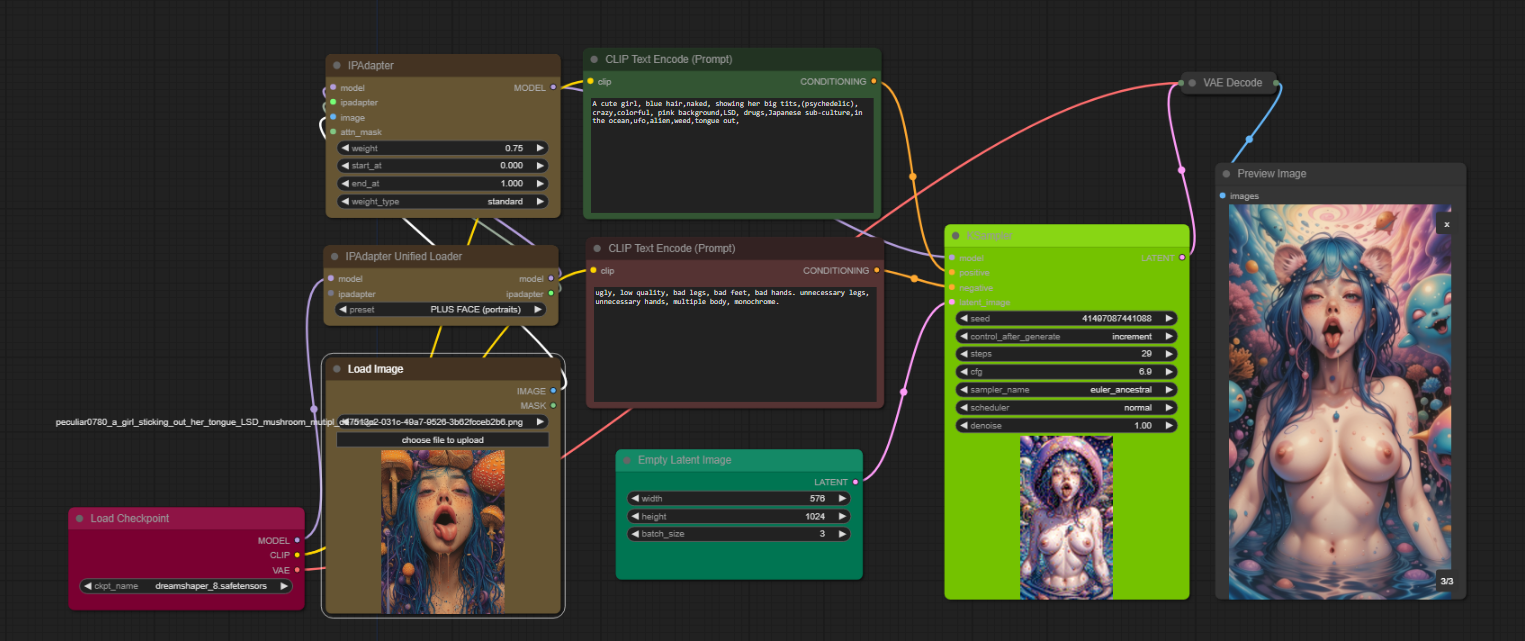 IPAdapter
model
MODEL
ipadapter
image
attn_mask
weight 0.75
start_at 0.000
end_at 1.000
weight_type standard
IPAdapter Unified Loader
model model
ipadapter ipadapter
preset PLUS FACE (portraits)
Load Image
IMAGE
MASK
choose file to upload
Load Checkpoint
MODEL
CLIP
VAE
ckpt_name dreamshaper_8.safetensors
CLIP Text Encode (Prompt)
clip CONDITIONING
A cute girl, blue hair,naked, showing her big tits,(psychedelic),
crazy,colorful, pink background,LSD, drugs,Japanese sub-culture,in
the ocean,ufo,alien,weed,tongue out,
CLIP Text Encode (Prompt)
clip CONDITIONING
ugly, low quality, bad legs, bad feet, bad hands. unnecessary legs,
unnecessary hands, multiple body, monochrome.
Empty Latent Image
LATENT
width 576
height 1024
batch_size 3
KSampler
model LATENT
positive
negative
latent_image
seed 41497087441088
control_after_generate increment
steps 29
cfg 6.9
sampler_name euler_ancestral
scheduler normal
denoise 1.00
VAE Decode
Preview Image
images
x
3/3